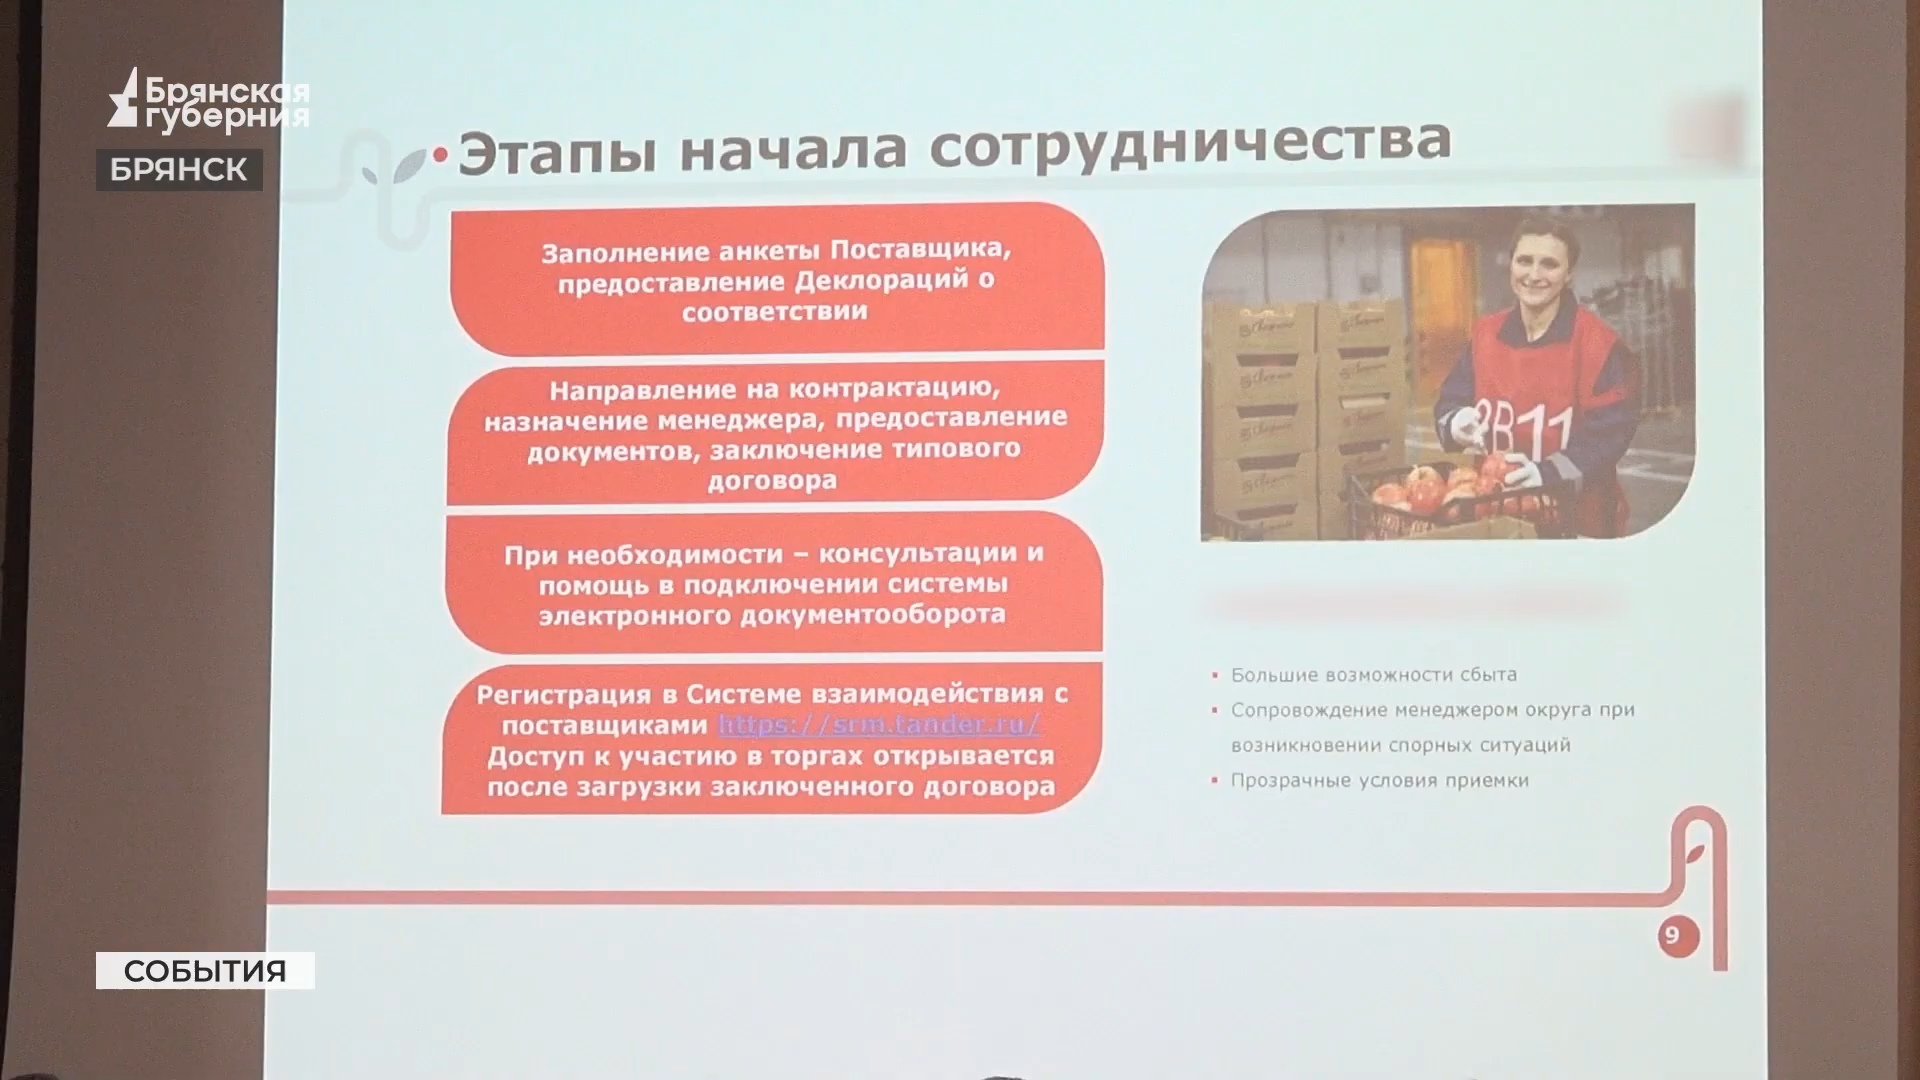 Брянская
губерния
БРЯНСК
Этапы начала сотрудничества
Заполнение анкеты Поставщика,
предоставление Деклораций о
соответствии
Направление на контрактацию,
назначение менеджера, предоставление
документов, заключение типового
договора
При необходимости – консультации и
помощь в подключении системы
электронного документооборота
Регистрация в Системе взаимодействия с
поставщиками https://srm.tander.ru/
Доступ к участию в торгах открывается
после загрузки заключенного договора
В11
Большие возможности сбыта
Сопровождение менеджером округа при
возникновении спорных ситуаций
Прозрачные условия приемки
9
СОБЫТИЯ